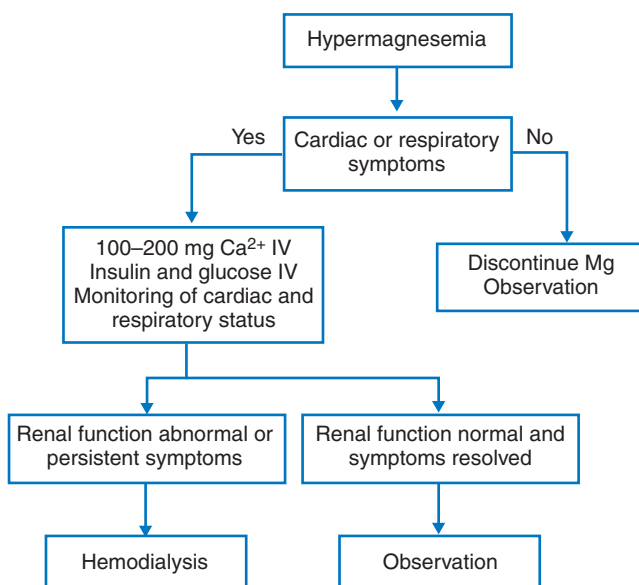 Hypermagnesemia
Yes
Cardiac or respiratory
symptoms
No
100–200 mg Ca²⁺ IV
Insulin and glucose IV
Monitoring of cardiac and
respiratory status
Discontinue Mg
Observation
Renal function abnormal or
persistent symptoms
Renal function normal and
symptoms resolved
Hemodialysis
Observation